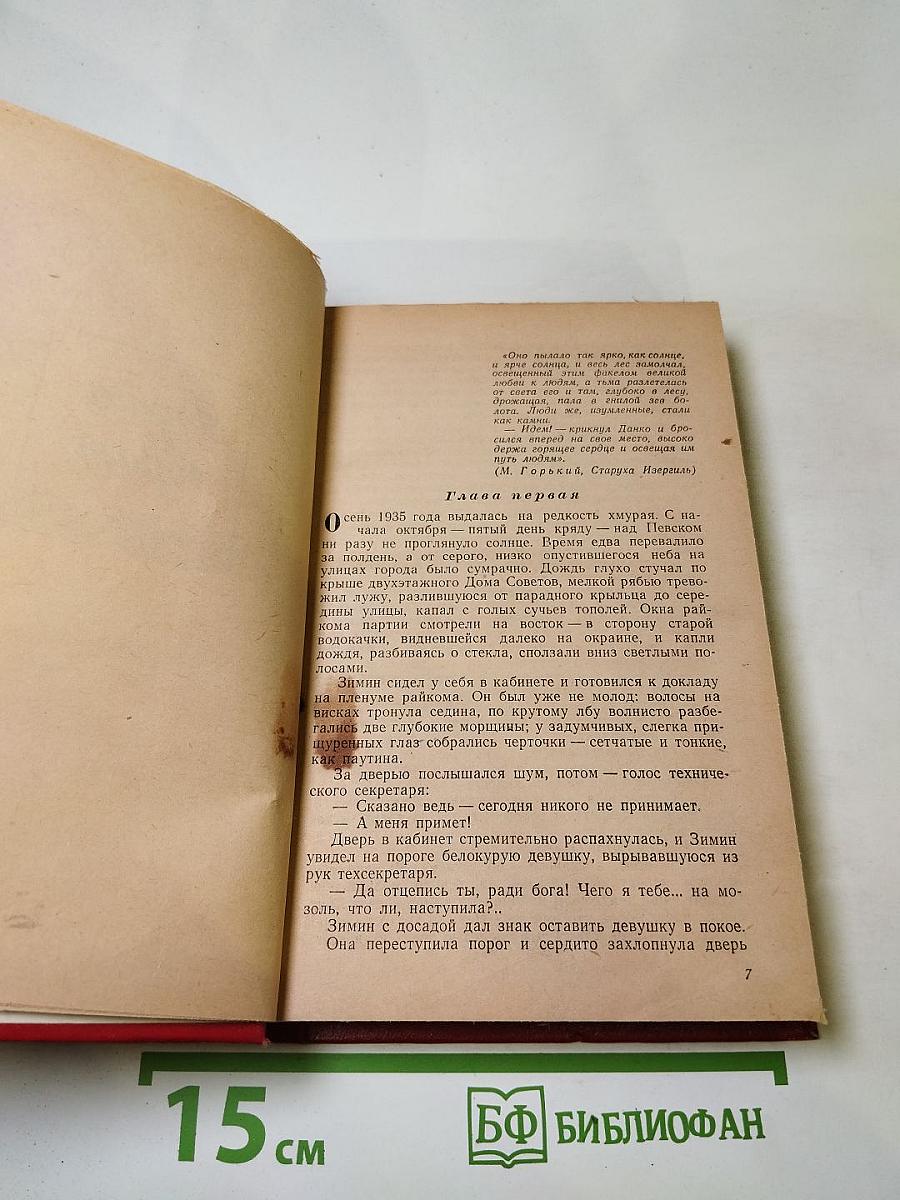 «Оно пылало так ярко, как солнце,
и ярче солнца, и весь лес замолчал,
освещенный этим факелом великой
любви к людям, а тьма разлетелась
от света его и там, глубоко в лесу,
дрожащая, пала в гнилой зев бо-
лота. Люди же, изумленные, стали
как камни.
— Идем! — крикнул Данко и бро-
сился вперед на свое место, высоко
держа горящее сердце и освещая им
путь людям».
(М. Горький, Старуха Изергиль)
Глава первая
Осень 1935 года выдалась на редкость хмурая. С на-
чала октября — пятый день кряду — над Певском
ни разу не проглянуло солнце. Время едва перевалило
за полдень, а от серого, низко опустившегося неба на
улицах города было сумрачно. Дождь глухо стучал по
крыше двухэтажного Дома Советов, мелкой рябью трево-
жил лужу, разлившуюся от парадного крыльца до сере-
дины улицы, капал с голых сучьев тополей. Окна рай-
кома партии смотрели на восток — в сторону старой
водокачки, видневшейся далеко на окраине, и капли
дождя, разбиваясь о стекла, сползали вниз светлыми по-
лосами.
Зимин сидел у себя в кабинете и готовился к докладу
на пленуме райкома. Он был уже не молод: волосы на
висках тронула седина, по крутому лбу волнисто разбе-
гались две глубокие морщины; у задумчивых, слегка при-
щуренных глаз собрались черточки — сетчатые и тонкие,
как паутина.
За дверью послышался шум, потом — голос техниче-
ского секретаря:
— Сказано ведь — сегодня никого не принимает.
— А меня примет!
Дверь в кабинет стремительно распахнулась, и Зимин
увидел на пороге белокурую девушку, вырывавшуюся из
рук техсекретаря.
— Да отцепись ты, ради бога! Чего я тебе... на мо-
золь, что ли, наступила?..
Зимин с досадой дал знак оставить девушку в покое.
Она переступила порог и сердито захлопнула дверь
7
15 см
БФ БИБЛИОФАН